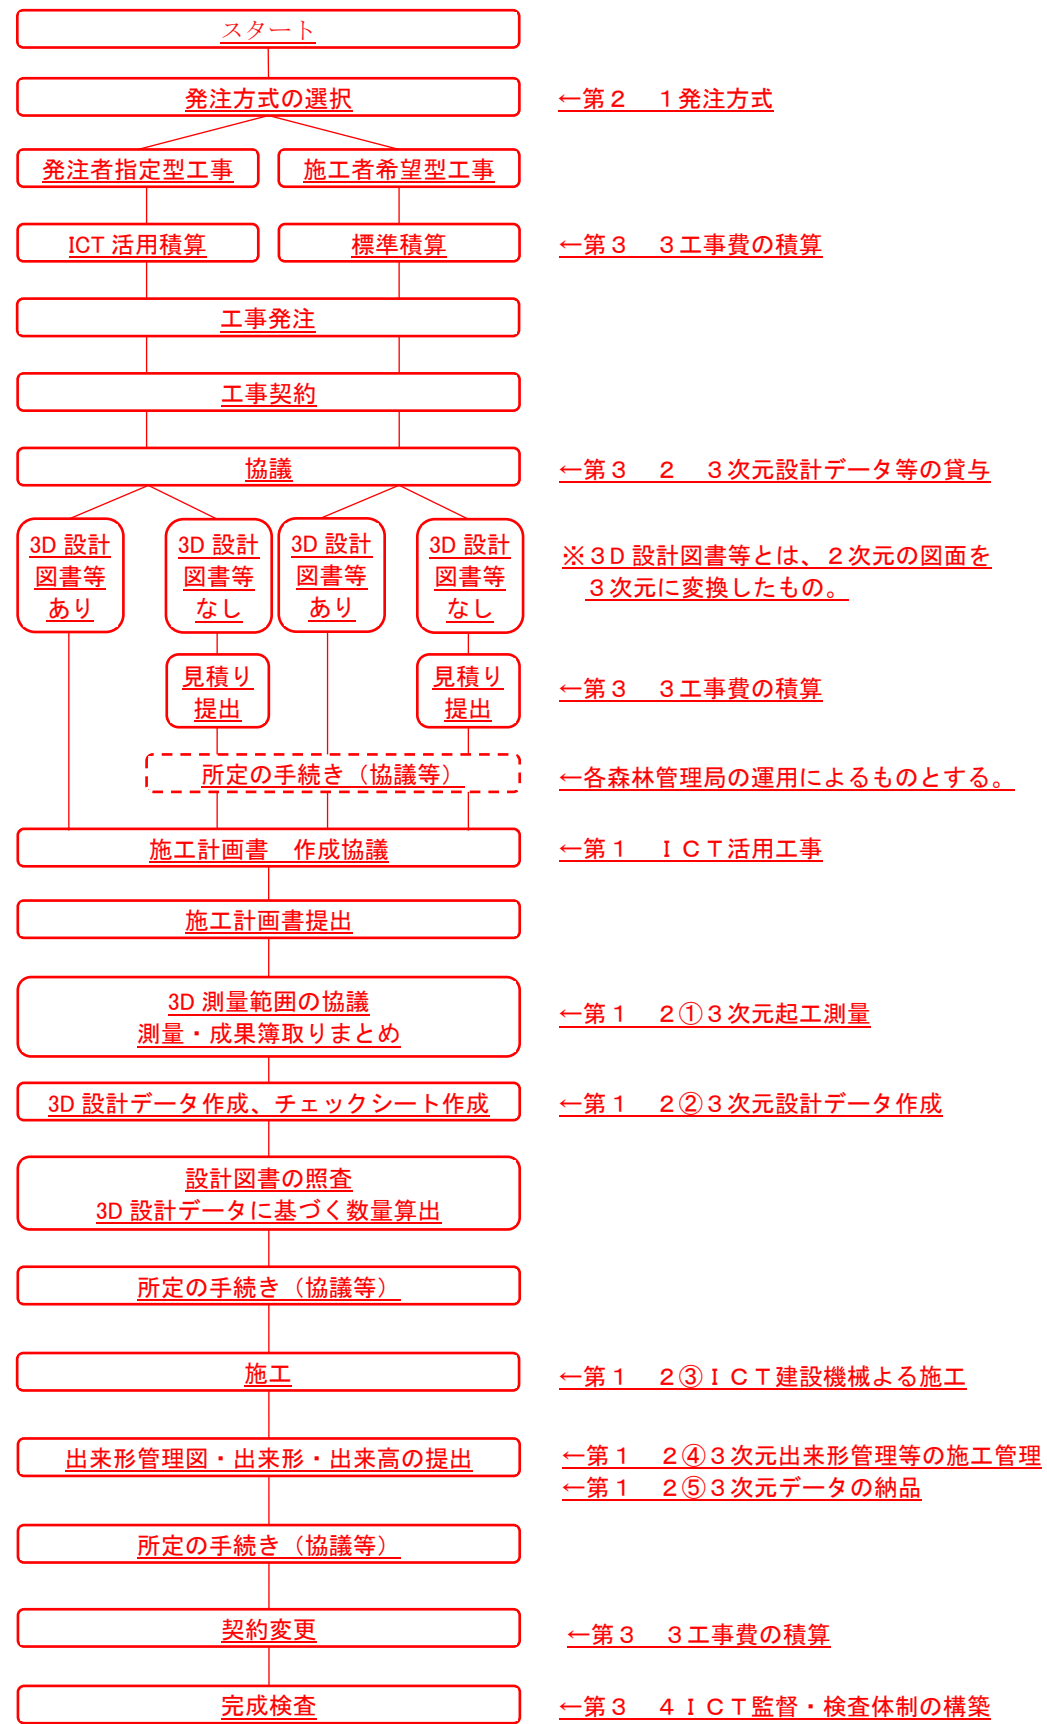 スタート
発注方式の選択
←第２　１発注方式
発注者指定型工事
施工者希望型工事
ICT 活用積算
標準積算
←第３　３工事費の積算
工事発注
工事契約
協議
←第３　２　３次元設計データ等の貸与
3D 設計
図書等
あり
3D 設計
図書等
なし
3D 設計
図書等
あり
3D 設計
図書等
なし
※３D 設計図書等とは、２次元の図面を
３次元に変換したもの。
見積り
提出
見積り
提出
←第３　３工事費の積算
所定の手続き（協議等）
←各森林管理局の運用によるものとする。
施工計画書　作成協議
←第１　ＩＣＴ活用工事
施工計画書提出
3D 測量範囲の協議
測量・成果簿取りまとめ
←第１　２①３次元起工測量
3D 設計データ作成、チェックシート作成
←第１　２②３次元設計データ作成
設計図書の照査
3D 設計データに基づく数量算出
所定の手続き（協議等）
施工
←第１　２③ＩＣＴ建設機械よる施工
出来形管理図・出来形・出来高の提出
←第１　２④３次元出来形管理等の施工管理
←第１　２⑤３次元データの納品
所定の手続き（協議等）
契約変更
←第３　３工事費の積算
完成検査
←第３　４ＩＣＴ監督・検査体制の構築